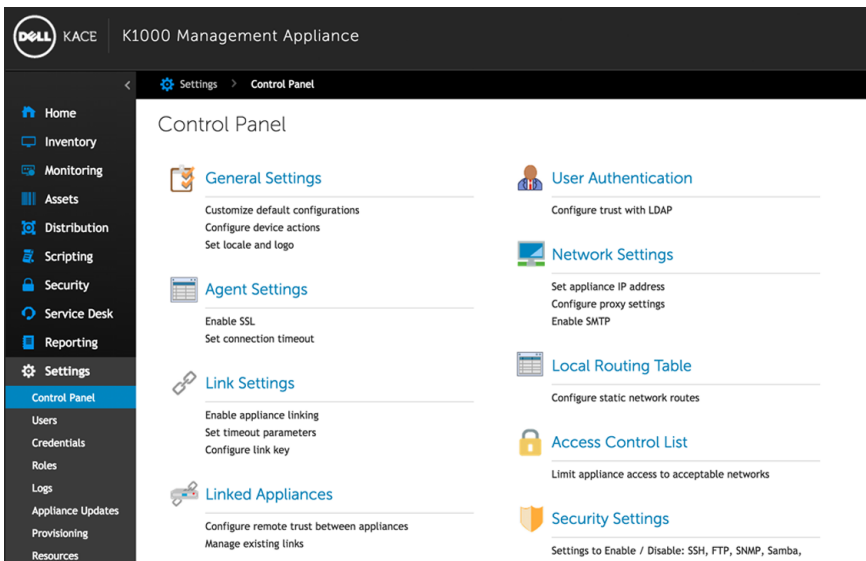 DELL KACE K1000 Management Appliance
Settings > Control Panel
Home
Inventory
Monitoring
Assets
Distribution
Scripting
Security
Service Desk
Reporting
Settings
Control Panel
Users
Credentials
Roles
Logs
Appliance Updates
Provisioning
Resources
Control Panel
General Settings
Customize default configurations
Configure device actions
Set locale and logo
Agent Settings
Enable SSL
Set connection timeout
Link Settings
Enable appliance linking
Set timeout parameters
Configure link key
Linked Appliances
Configure remote trust between appliances
Manage existing links
User Authentication
Configure trust with LDAP
Network Settings
Set appliance IP address
Configure proxy settings
Enable SMTP
Local Routing Table
Configure static network routes
Access Control List
Limit appliance access to acceptable networks
Security Settings
Settings to Enable / Disable: SSH, FTP, SNMP, Samba,